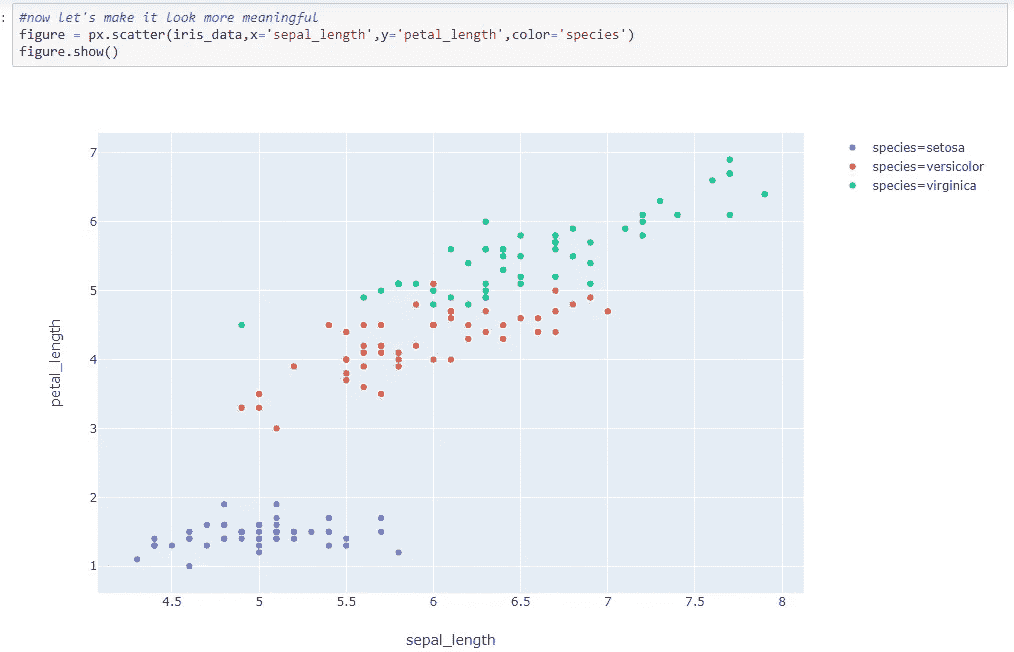 :
#now let's make it look more meaningful
figure = px.scatter(iris_data,x='sepal_length',y='petal_length',color='species')
figure.show()
7
6
5
4
3
2
1
petal_length
4.5 5 5.5 6 6.5 7 7.5 8
sepal_length
species=setosa
species=versicolor
species=virginica